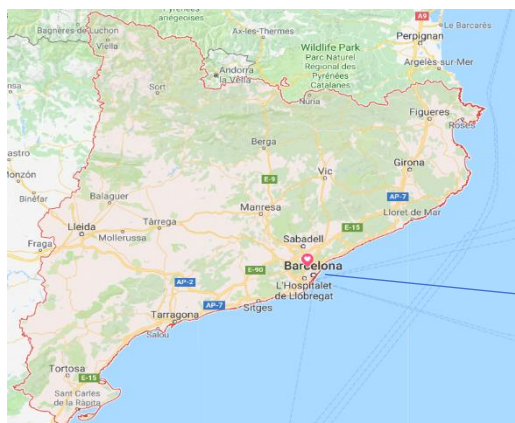 Pyrénées
ariégeoises
A9
Le Barcarès
Bagnères-de-Luchon
Ax-les-Thermes
Perpignan
Vielha
Wildlife Park
Parc Naturel
Régional des
Pyrénées
Catalanes
Argelès-sur-Mer
Andorra
la Vella
Sort
Núria
Figueres
Roses
Berga
Girona
Monzón
Vic
E-9
AP-7
Binéfar
Balaguer
Manresa
Lloret de Mar
Tàrrega
E-15
Lleida
Mollerussa
Sabadell
Fraga
Barcelona
E-90
AP-2
L'Hospitalet
de Llobregat
AP-7
Sitges
Tarragona
Salou
Tortosa
E-15
Sant Carles
de la Ràpita